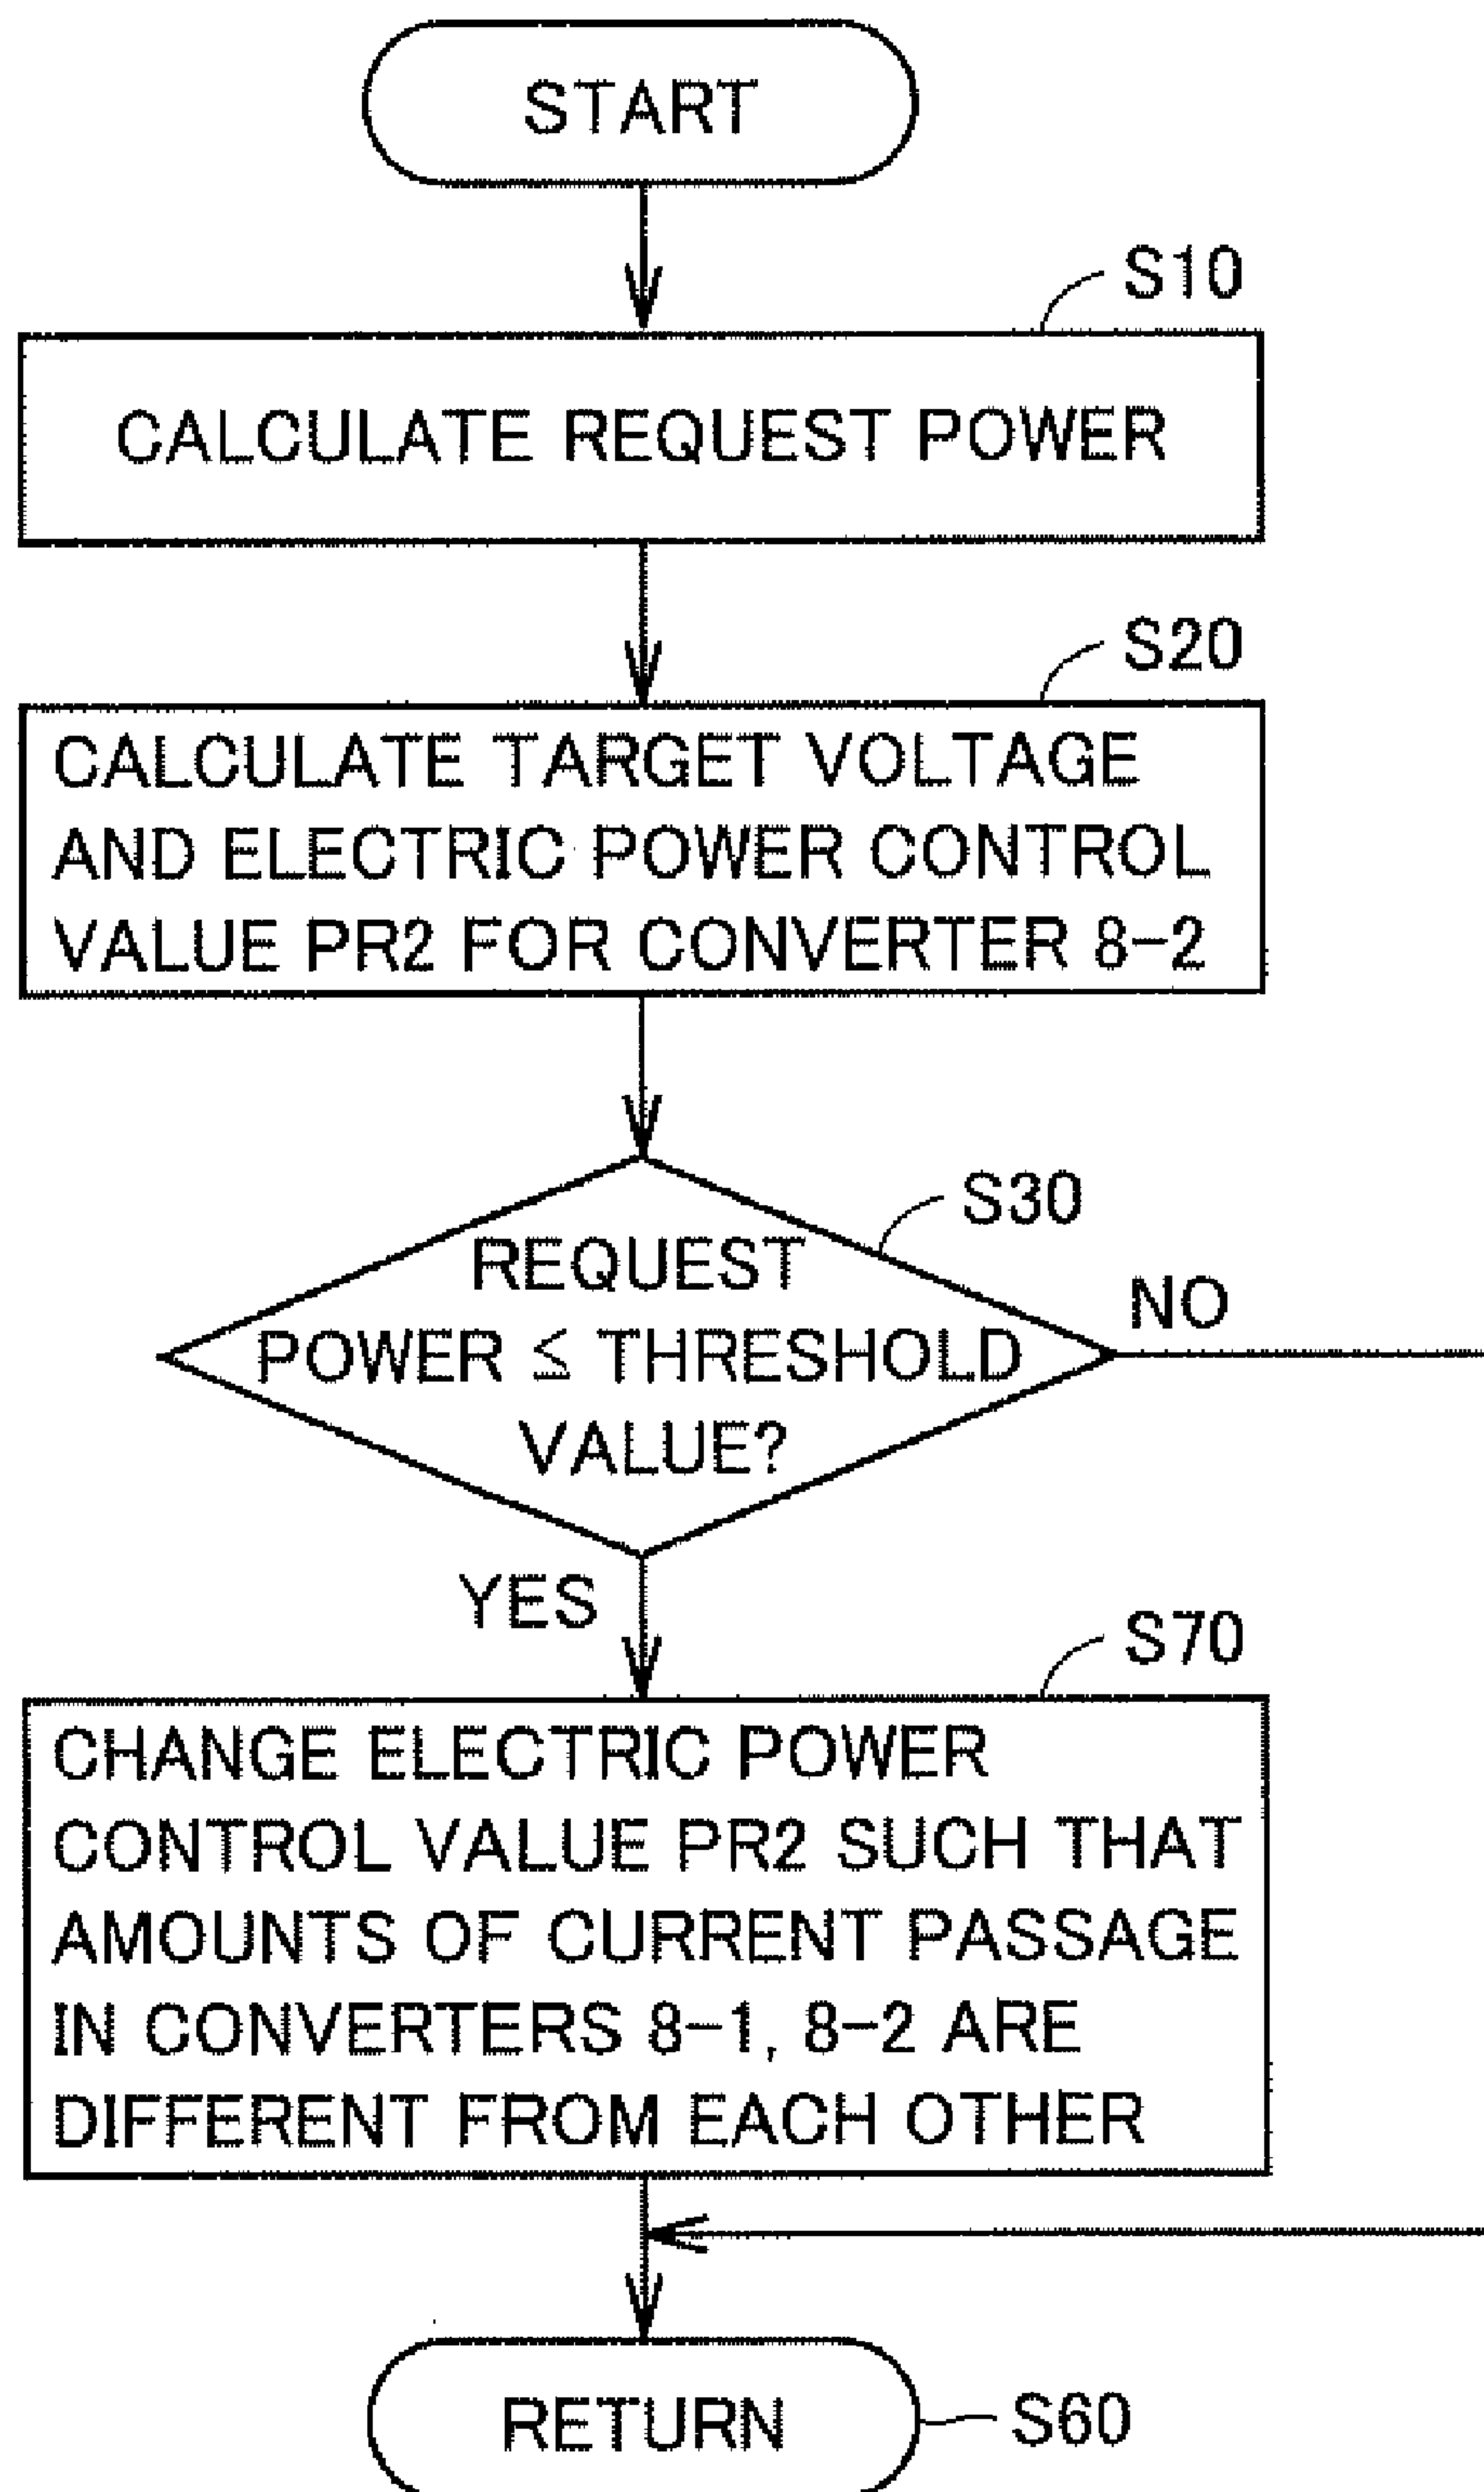 START
S10
CALCULATE REQUEST POWER
S20
CALCULATE TARGET VOLTAGE
AND ELECTRIC POWER CONTROL
VALUE PR2 FOR CONVERTER 8-2
S30
REQUEST
POWER ≦ THRESHOLD
VALUE?
NO
YES
S70
CHANGE ELECTRIC POWER
CONTROL VALUE PR2 SUCH THAT
AMOUNTS OF CURRENT PASSAGE
IN CONVERTERS 8-1, 8-2 ARE
DIFFERENT FROM EACH OTHER
RETURN
S60